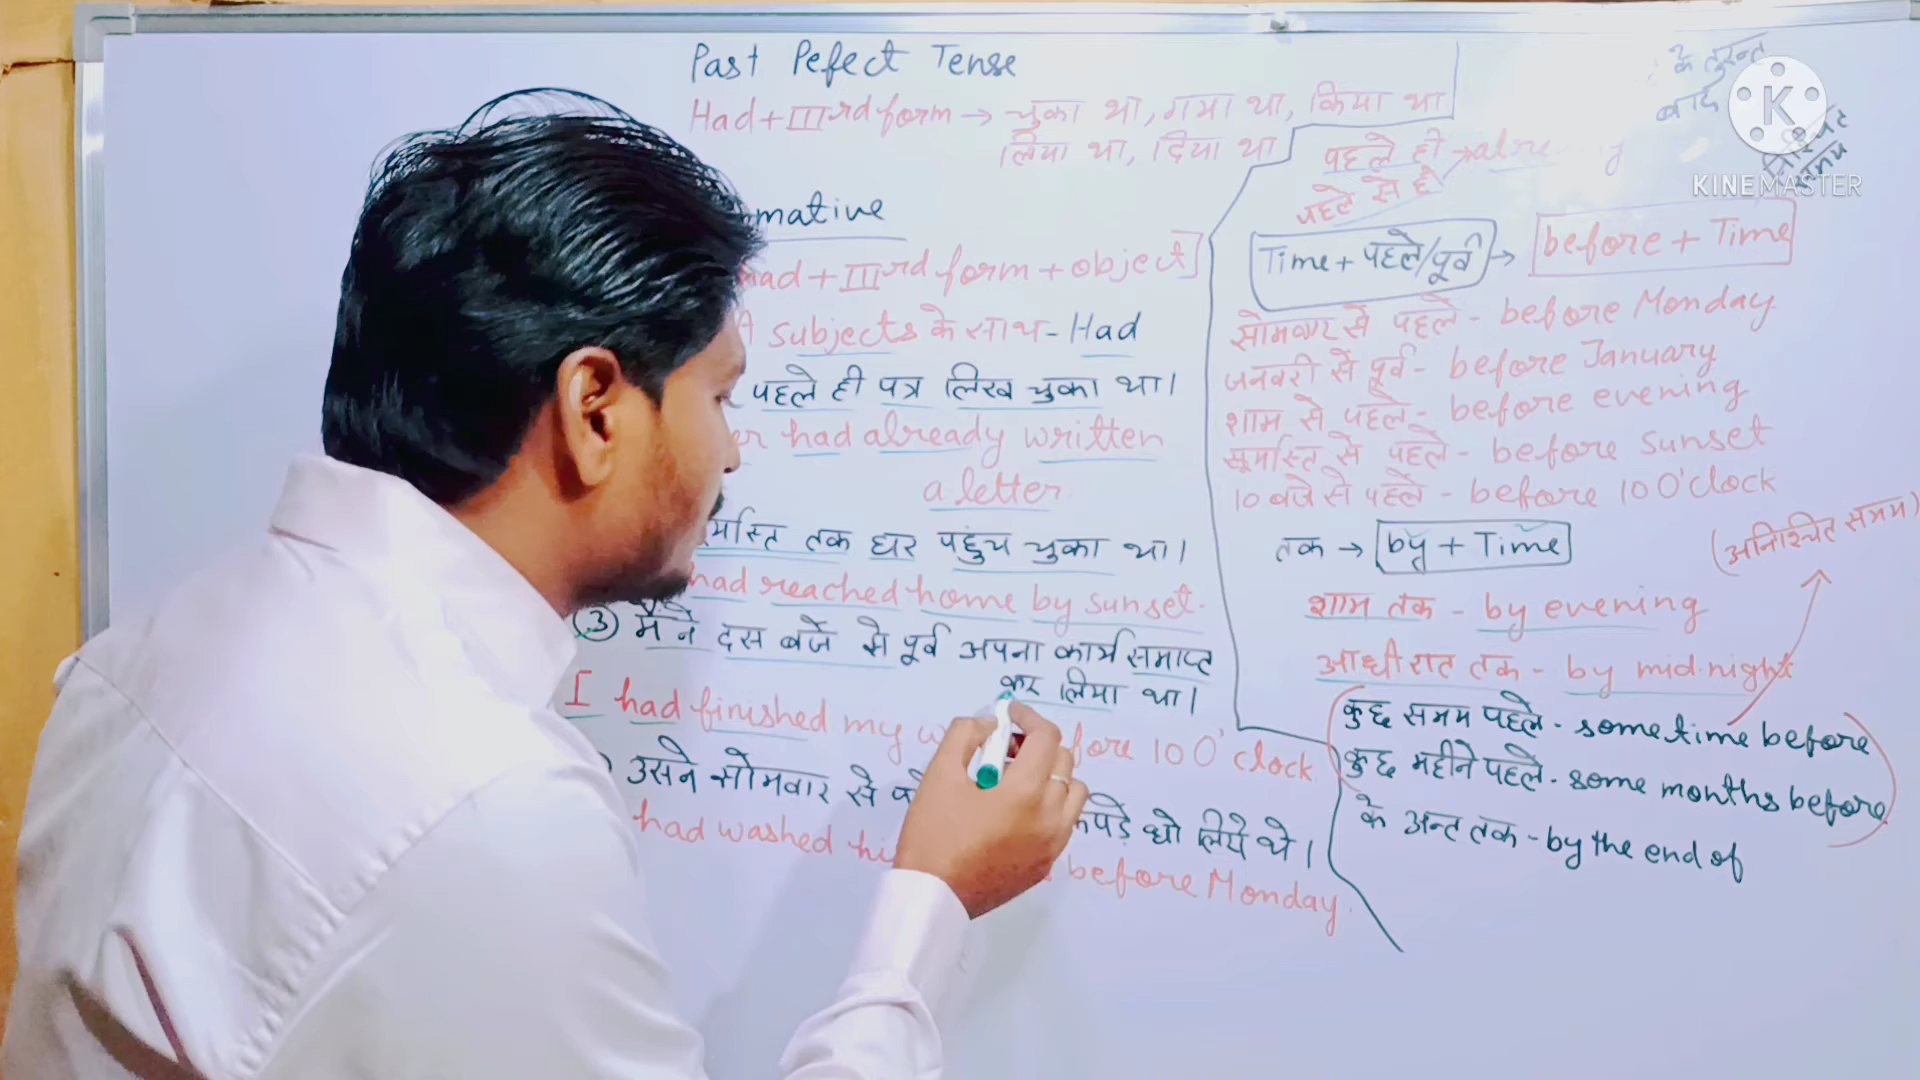 Past Pefect Tense
Had+IIIrd form → चुका था, गया था, किया था
लिया था, दिया था
mative
had + IIIrd form + object]
subjects के साथ - Had
पहले ही पत्र लिख चुका था।
had already written
a letter
तक घर पहुंच चुका था।
had reached home by sunset.
(3) मैंने दस बजे से पूर्व अपना कार्य समाप्त
कर लिया था।
I had finished my 10 O'clock
उसने सोमवार से कपड़े धो लिये थे।
had washed before Monday.
के तुरन्त
बाद
पहले ही →
पहले से ही
Time + पहले/पूर्व → before + Time
सोमवार से पहले - before Monday
जनवरी से पूर्व - before January
शाम से पहले - before evening
सूर्यास्त से पहले - before sunset
10 बजे से पहले - before 10 O'clock
तक → by + Time
(अनिश्चित समय)
शाम तक - by evening
आधी रात तक - by mid-night
कुछ समय पहले - some time before
कुछ महीने पहले - some months before
के अन्त तक - by the end of
KINEMASTER